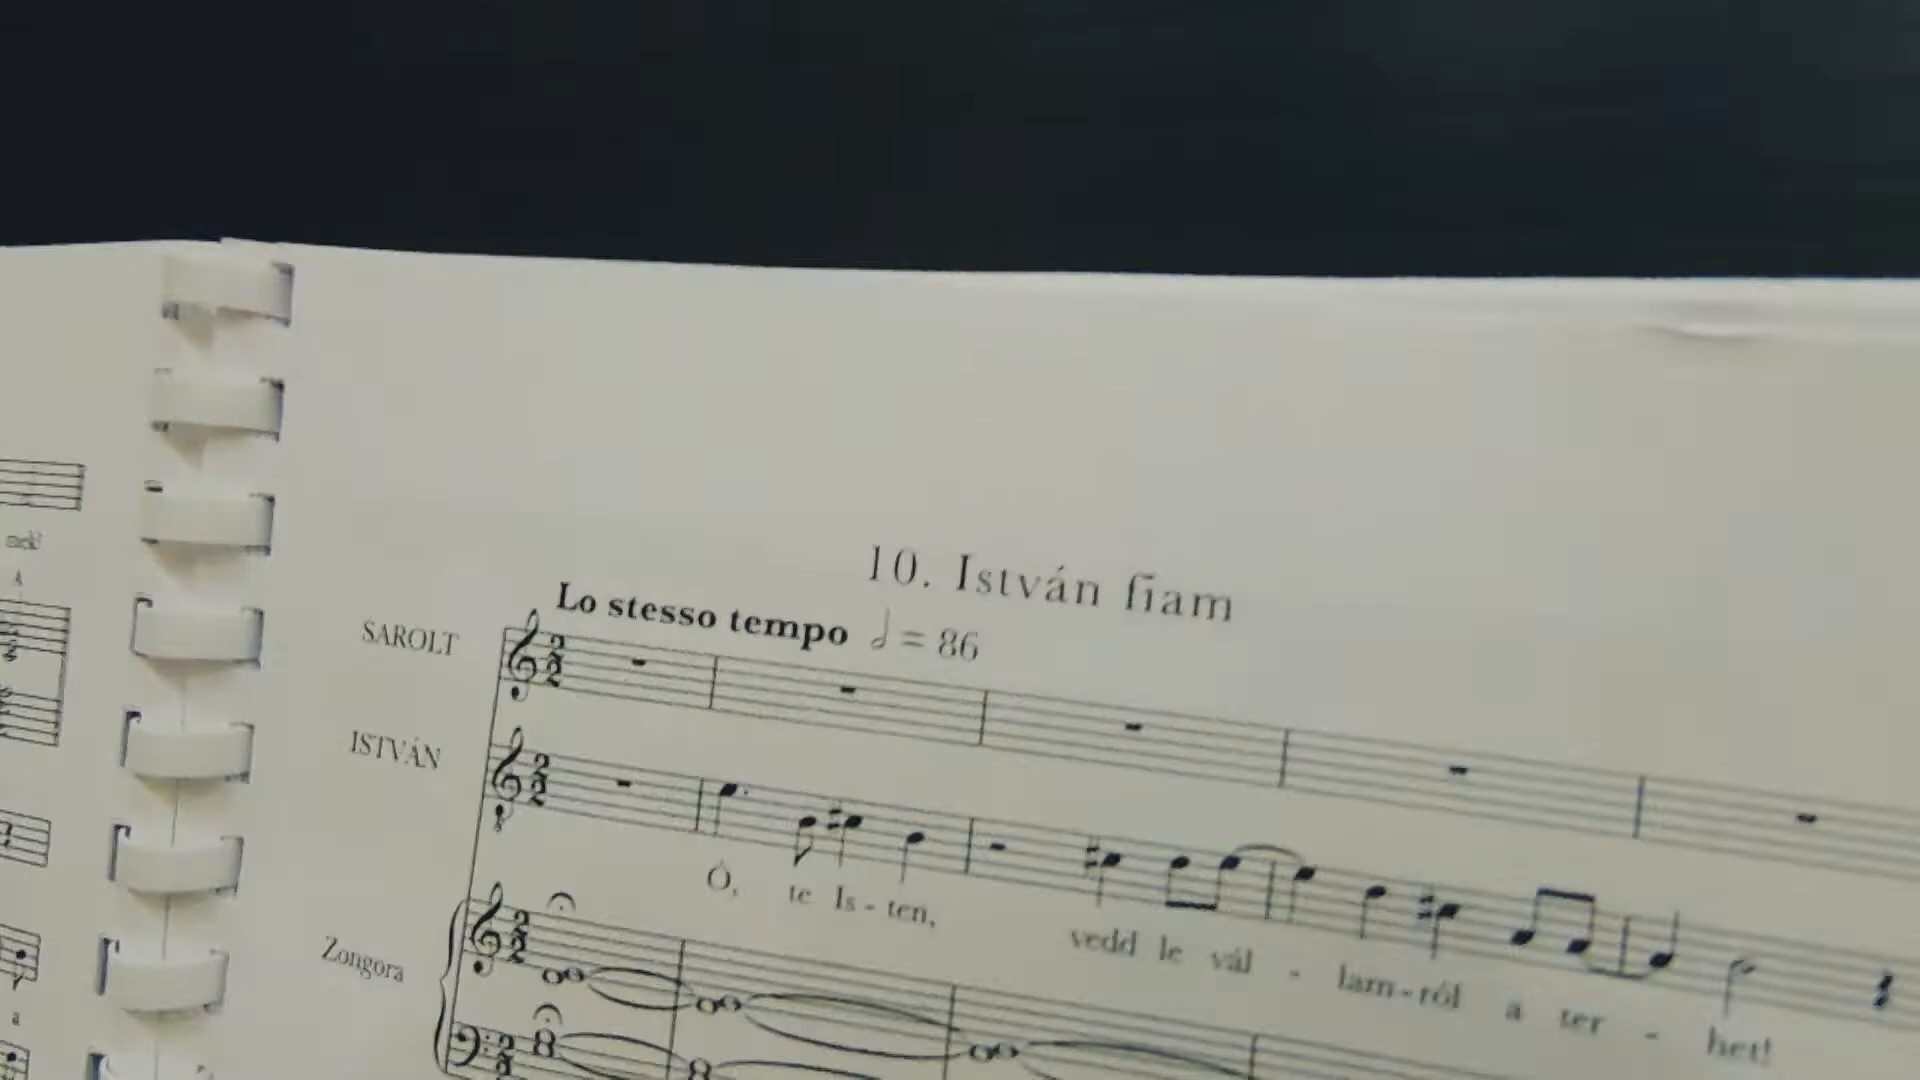 10. István fiam
Lo stesso tempo 𝅗𝅥 = 86
SAROLT
ISTVÁN
Ó, te Is - ten, vedd le vál - lam - ról a ter - het!
Zongora
a